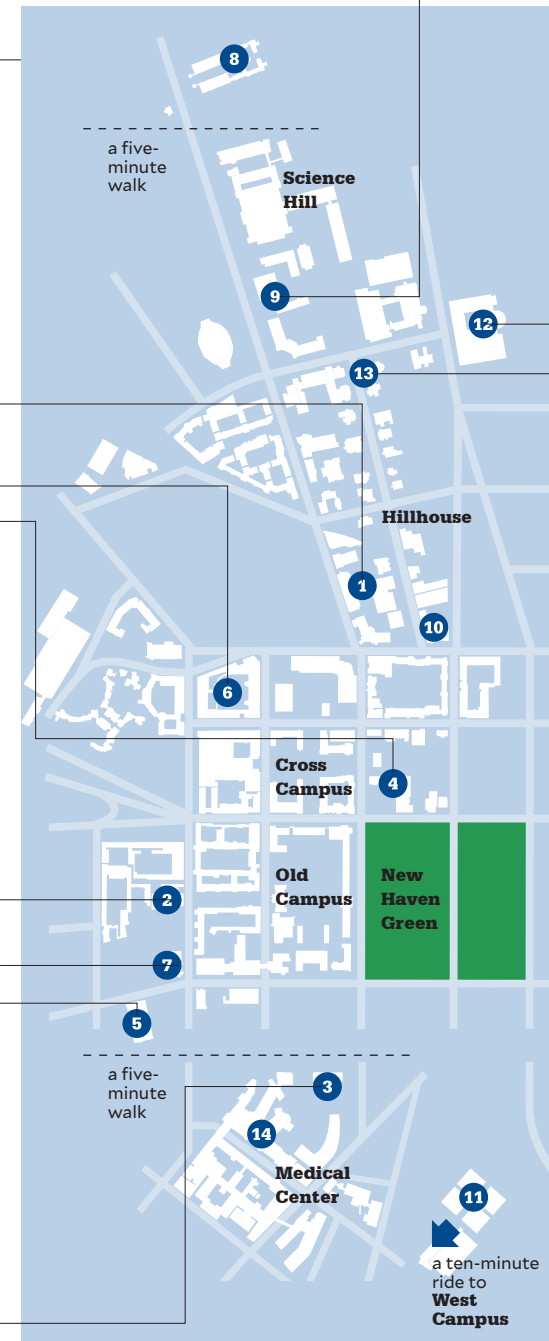 8
a five-
minute
walk
Science
Hill
9
12
13
Hillhouse
1
10
6
Cross
Campus
4
Old
Campus
New
Haven
Green
2
7
5
a five-
minute
walk
3
14
Medical
Center
11
a ten-minute
ride to
West
Campus